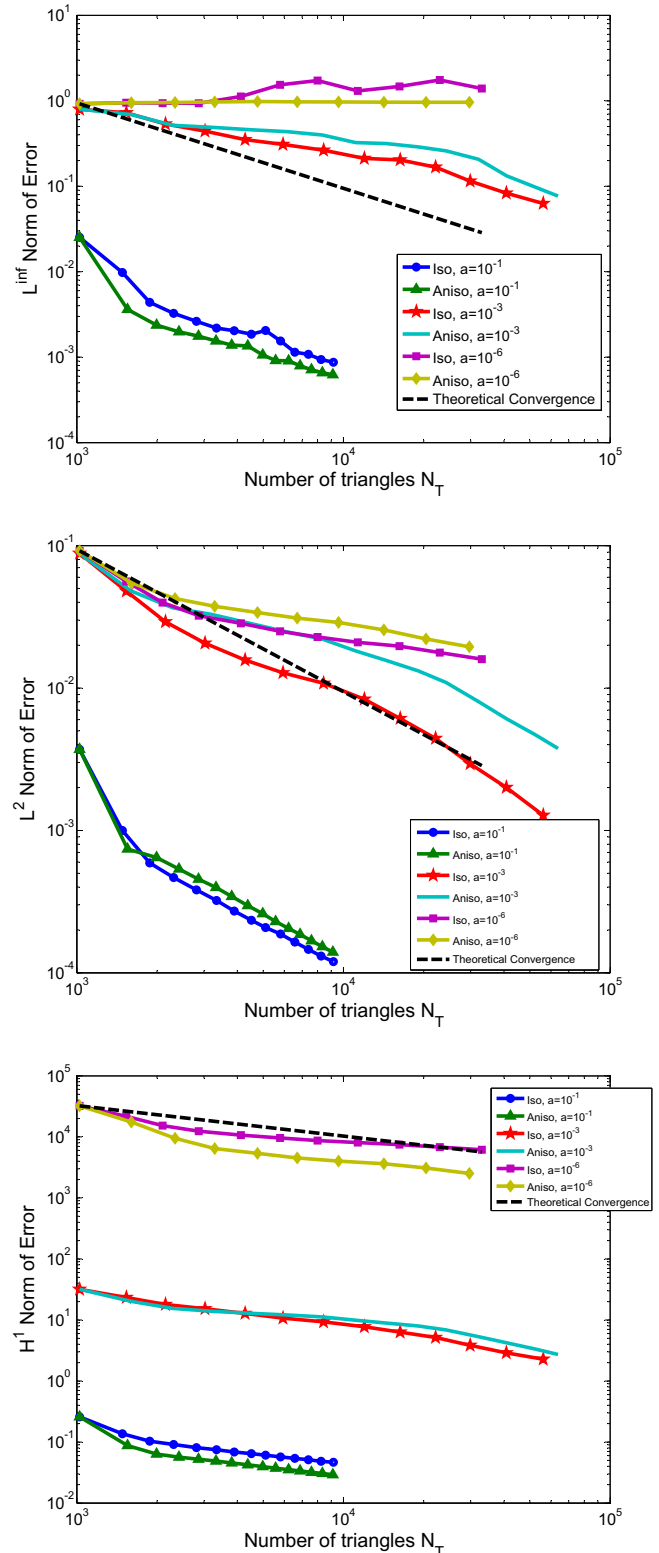 10^1
10^0
10^-1
10^-2
10^-3
10^-4
L^inf Norm of Error
Iso, a=10^-1
Aniso, a=10^-1
Iso, a=10^-3
Aniso, a=10^-3
Iso, a=10^-6
Aniso, a=10^-6
Theoretical Convergence
10^3 10^4 10^5
Number of triangles N_T
10^-1
10^-2
10^-3
10^-4
L^2 Norm of Error
Iso, a=10^-1
Aniso, a=10^-1
Iso, a=10^-3
Aniso, a=10^-3
Iso, a=10^-6
Aniso, a=10^-6
Theoretical Convergence
10^3 10^4 10^5
Number of triangles N_T
10^5
10^4
10^3
10^2
10^1
10^0
10^-1
10^-2
H^1 Norm of Error
Iso, a=10^-1
Aniso, a=10^-1
Iso, a=10^-3
Aniso, a=10^-3
Iso, a=10^-6
Aniso, a=10^-6
Theoretical Convergence
10^3 10^4 10^5
Number of triangles N_T